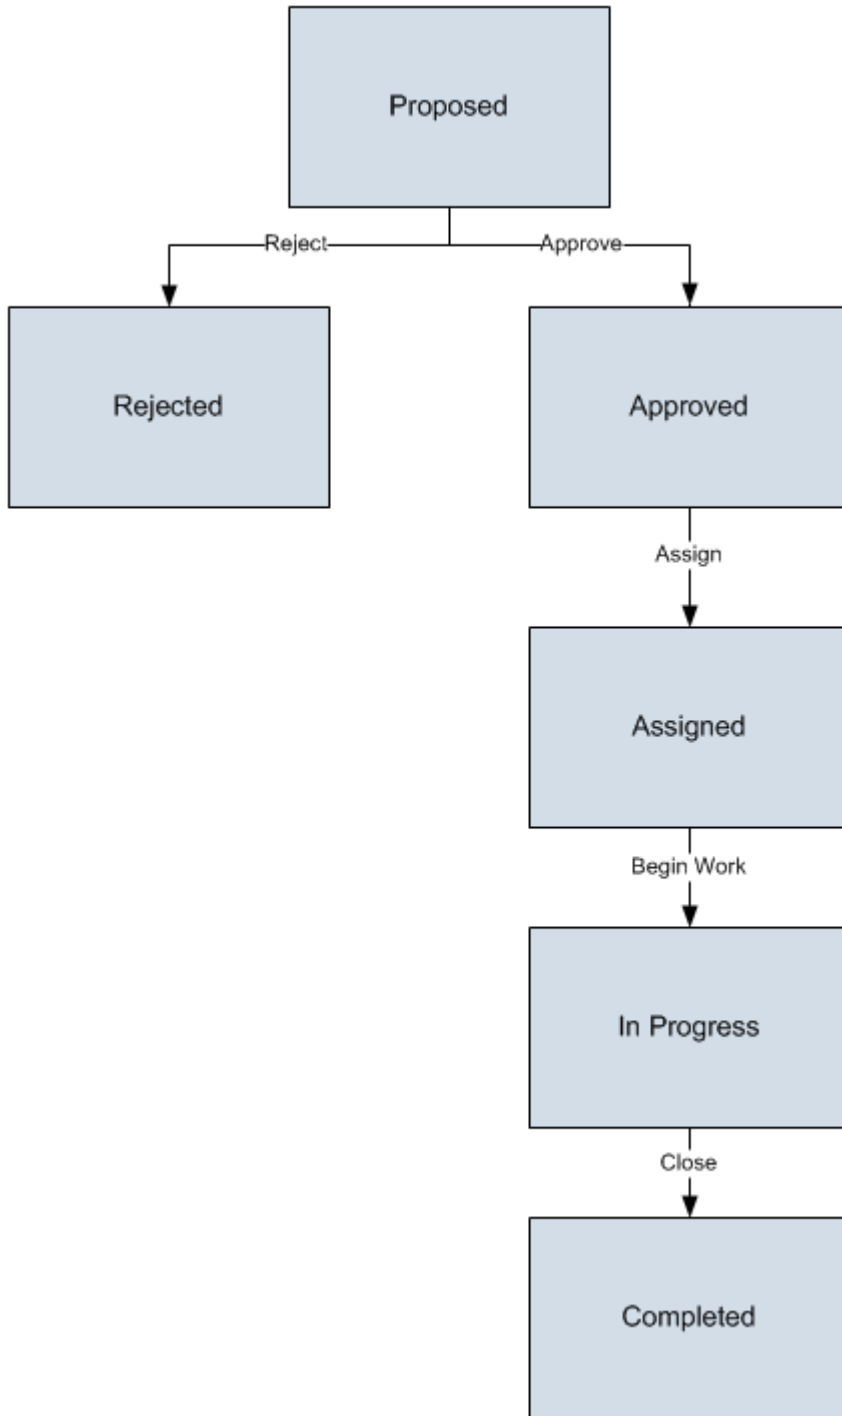 Proposed
Reject
Approve
Rejected
Approved
Assign
Assigned
Begin Work
In Progress
Close
Completed